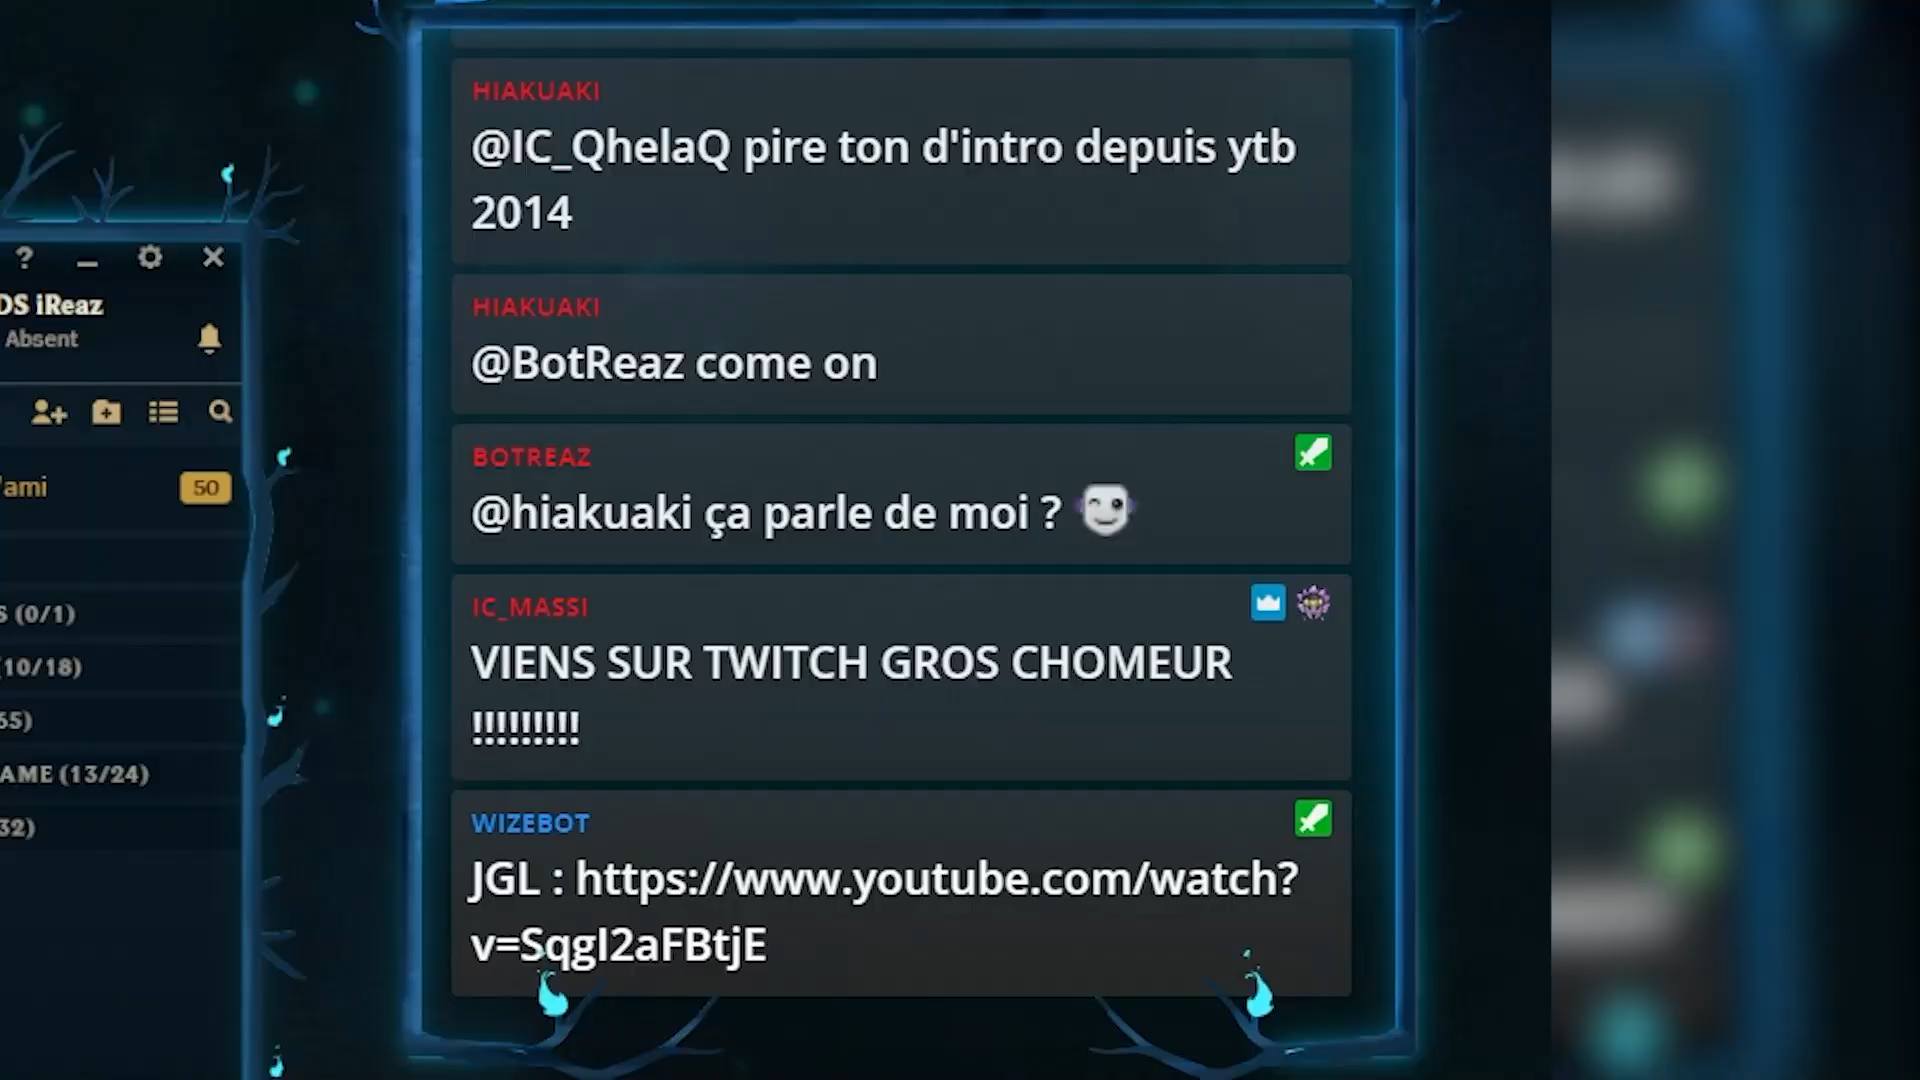 HIAKUAKI
@IC_QhelaQ pire ton d'intro depuis ytb
2014
HIAKUAKI
@BotReaz come on
BOTREAZ
@hiakuaki ça parle de moi ?
IC_MASSI
VIENS SUR TWITCH GROS CHOMEUR
!!!!!!!!!
WIZEBOT
JGL : https://www.youtube.com/watch?
v=SqgI2aFBtjE
?
DS iReaz
Absent
'ami
50
S (0/1)
(10/18)
65)
AME (13/24)
32)